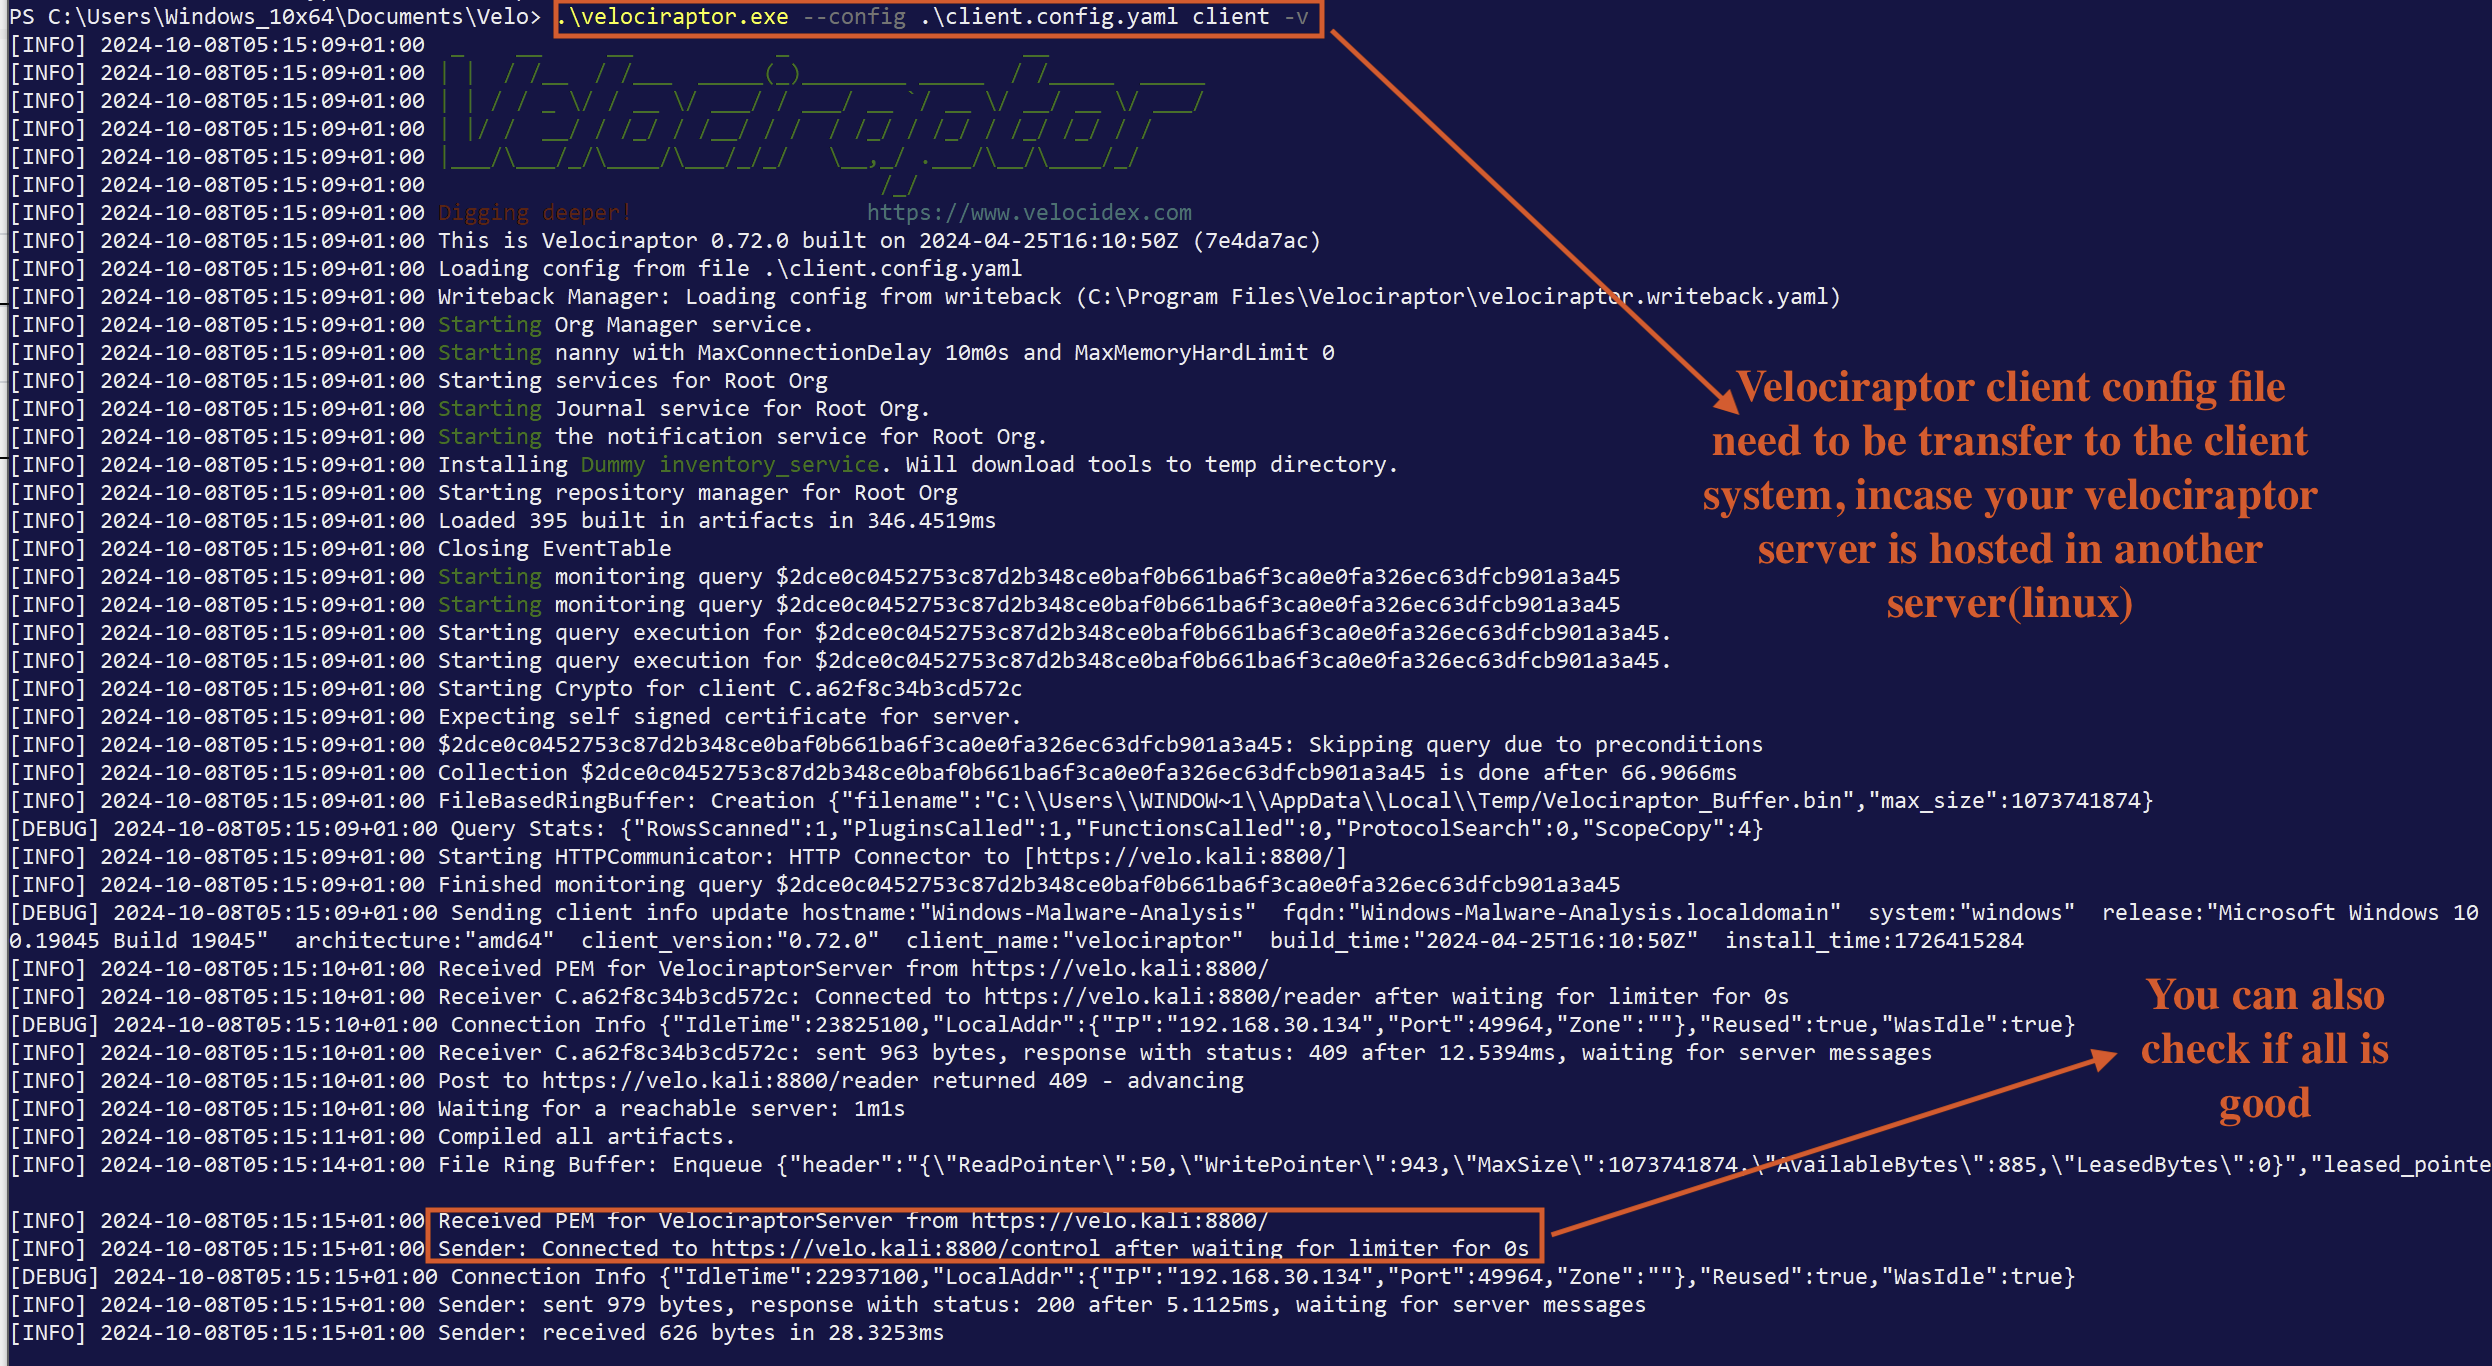 PS C:\Users\Windows_10x64\Documents\Velo> .\velociraptor.exe --config .\client.config.yaml client -v
[INFO] 2024-10-08T05:15:09+01:00  _    __     __           _                  __
[INFO] 2024-10-08T05:15:09+01:00 | |  / /__  / /___  _____(_)________ _____  / /_____  _____
[INFO] 2024-10-08T05:15:09+01:00 | | / / _ \/ / __ \/ ___/ / ___/ __ `/ __ \/ __/ __ \/ ___/
[INFO] 2024-10-08T05:15:09+01:00 | |/ /  __/ / /_/ / /__/ / /  / /_/ / /_/ / /_/ /_/ / /
[INFO] 2024-10-08T05:15:09+01:00 |___/\___/_/\____/\___/_/_/   \__,_/ .___/\__/\____/_/
[INFO] 2024-10-08T05:15:09+01:00                                   /_/
[INFO] 2024-10-08T05:15:09+01:00 Digging deeper!                  https://www.velocidex.com
[INFO] 2024-10-08T05:15:09+01:00 This is Velociraptor 0.72.0 built on 2024-04-25T16:10:50Z (7e4da7ac)
[INFO] 2024-10-08T05:15:09+01:00 Loading config from file .\client.config.yaml
[INFO] 2024-10-08T05:15:09+01:00 Writeback Manager: Loading config from writeback (C:\Program Files\Velociraptor\velociraptor.writeback.yaml)
[INFO] 2024-10-08T05:15:09+01:00 Starting Org Manager service.
[INFO] 2024-10-08T05:15:09+01:00 Starting nanny with MaxConnectionDelay 10m0s and MaxMemoryHardLimit 0
[INFO] 2024-10-08T05:15:09+01:00 Starting services for Root Org
[INFO] 2024-10-08T05:15:09+01:00 Starting Journal service for Root Org.
[INFO] 2024-10-08T05:15:09+01:00 Starting the notification service for Root Org.
[INFO] 2024-10-08T05:15:09+01:00 Installing Dummy inventory_service. Will download tools to temp directory.
[INFO] 2024-10-08T05:15:09+01:00 Starting repository manager for Root Org
[INFO] 2024-10-08T05:15:09+01:00 Loaded 395 built in artifacts in 346.4519ms
[INFO] 2024-10-08T05:15:09+01:00 Closing EventTable
[INFO] 2024-10-08T05:15:09+01:00 Starting monitoring query $2dce0c0452753c87d2b348ce0baf0b661ba6f3ca0e0fa326ec63dfcb901a3a45
[INFO] 2024-10-08T05:15:09+01:00 Starting monitoring query $2dce0c0452753c87d2b348ce0baf0b661ba6f3ca0e0fa326ec63dfcb901a3a45
[INFO] 2024-10-08T05:15:09+01:00 Starting query execution for $2dce0c0452753c87d2b348ce0baf0b661ba6f3ca0e0fa326ec63dfcb901a3a45.
[INFO] 2024-10-08T05:15:09+01:00 Starting query execution for $2dce0c0452753c87d2b348ce0baf0b661ba6f3ca0e0fa326ec63dfcb901a3a45.
[INFO] 2024-10-08T05:15:09+01:00 Starting Crypto for client C.a62f8c34b3cd572c
[INFO] 2024-10-08T05:15:09+01:00 Expecting self signed certificate for server.
[INFO] 2024-10-08T05:15:09+01:00 $2dce0c0452753c87d2b348ce0baf0b661ba6f3ca0e0fa326ec63dfcb901a3a45: Skipping query due to preconditions
[INFO] 2024-10-08T05:15:09+01:00 Collection $2dce0c0452753c87d2b348ce0baf0b661ba6f3ca0e0fa326ec63dfcb901a3a45 is done after 66.9066ms
[INFO] 2024-10-08T05:15:09+01:00 FileBasedRingBuffer: Creation {"filename":"C:\\Users\\WINDOW~1\\AppData\\Local\\Temp/Velociraptor_Buffer.bin","max_size":1073741874}
[DEBUG] 2024-10-08T05:15:09+01:00 Query Stats: {"RowsScanned":1,"PluginsCalled":1,"FunctionsCalled":0,"ProtocolSearch":0,"ScopeCopy":4}
[INFO] 2024-10-08T05:15:09+01:00 Starting HTTPCommunicator: HTTP Connector to [https://velo.kali:8800/]
[INFO] 2024-10-08T05:15:09+01:00 Finished monitoring query $2dce0c0452753c87d2b348ce0baf0b661ba6f3ca0e0fa326ec63dfcb901a3a45
[DEBUG] 2024-10-08T05:15:09+01:00 Sending client info update hostname:"Windows-Malware-Analysis"  fqdn:"Windows-Malware-Analysis.localdomain"  system:"windows"  release:"Microsoft Windows 10
0.19045 Build 19045"  architecture:"amd64"  client_version:"0.72.0"  client_name:"velociraptor"  build_time:"2024-04-25T16:10:50Z"  install_time:1726415284
[INFO] 2024-10-08T05:15:10+01:00 Received PEM for VelociraptorServer from https://velo.kali:8800/
[INFO] 2024-10-08T05:15:10+01:00 Receiver C.a62f8c34b3cd572c: Connected to https://velo.kali:8800/reader after waiting for limiter for 0s
[DEBUG] 2024-10-08T05:15:10+01:00 Connection Info {"IdleTime":23825100,"LocalAddr":{"IP":"192.168.30.134","Port":49964,"Zone":""},"Reused":true,"WasIdle":true}
[INFO] 2024-10-08T05:15:10+01:00 Receiver C.a62f8c34b3cd572c: sent 963 bytes, response with status: 409 after 12.5394ms, waiting for server messages
[INFO] 2024-10-08T05:15:10+01:00 Post to https://velo.kali:8800/reader returned 409 - advancing
[INFO] 2024-10-08T05:15:10+01:00 Waiting for a reachable server: 1m1s
[INFO] 2024-10-08T05:15:11+01:00 Compiled all artifacts.
[INFO] 2024-10-08T05:15:14+01:00 File Ring Buffer: Enqueue {"header":"{\"ReadPointer\":50,\"WritePointer\":943,\"MaxSize\":1073741874,\"AvailableBytes\":885,\"LeasedBytes\":0}","leased_pointe
[INFO] 2024-10-08T05:15:15+01:00 Received PEM for VelociraptorServer from https://velo.kali:8800/
[INFO] 2024-10-08T05:15:15+01:00 Sender: Connected to https://velo.kali:8800/control after waiting for limiter for 0s
[DEBUG] 2024-10-08T05:15:15+01:00 Connection Info {"IdleTime":22937100,"LocalAddr":{"IP":"192.168.30.134","Port":49964,"Zone":""},"Reused":true,"WasIdle":true}
[INFO] 2024-10-08T05:15:15+01:00 Sender: sent 979 bytes, response with status: 200 after 5.1125ms, waiting for server messages
[INFO] 2024-10-08T05:15:15+01:00 Sender: received 626 bytes in 28.3253ms
Velociraptor client config file
need to be transfer to the client
system, incase your velociraptor
server is hosted in another
server(linux)
You can also
check if all is
good